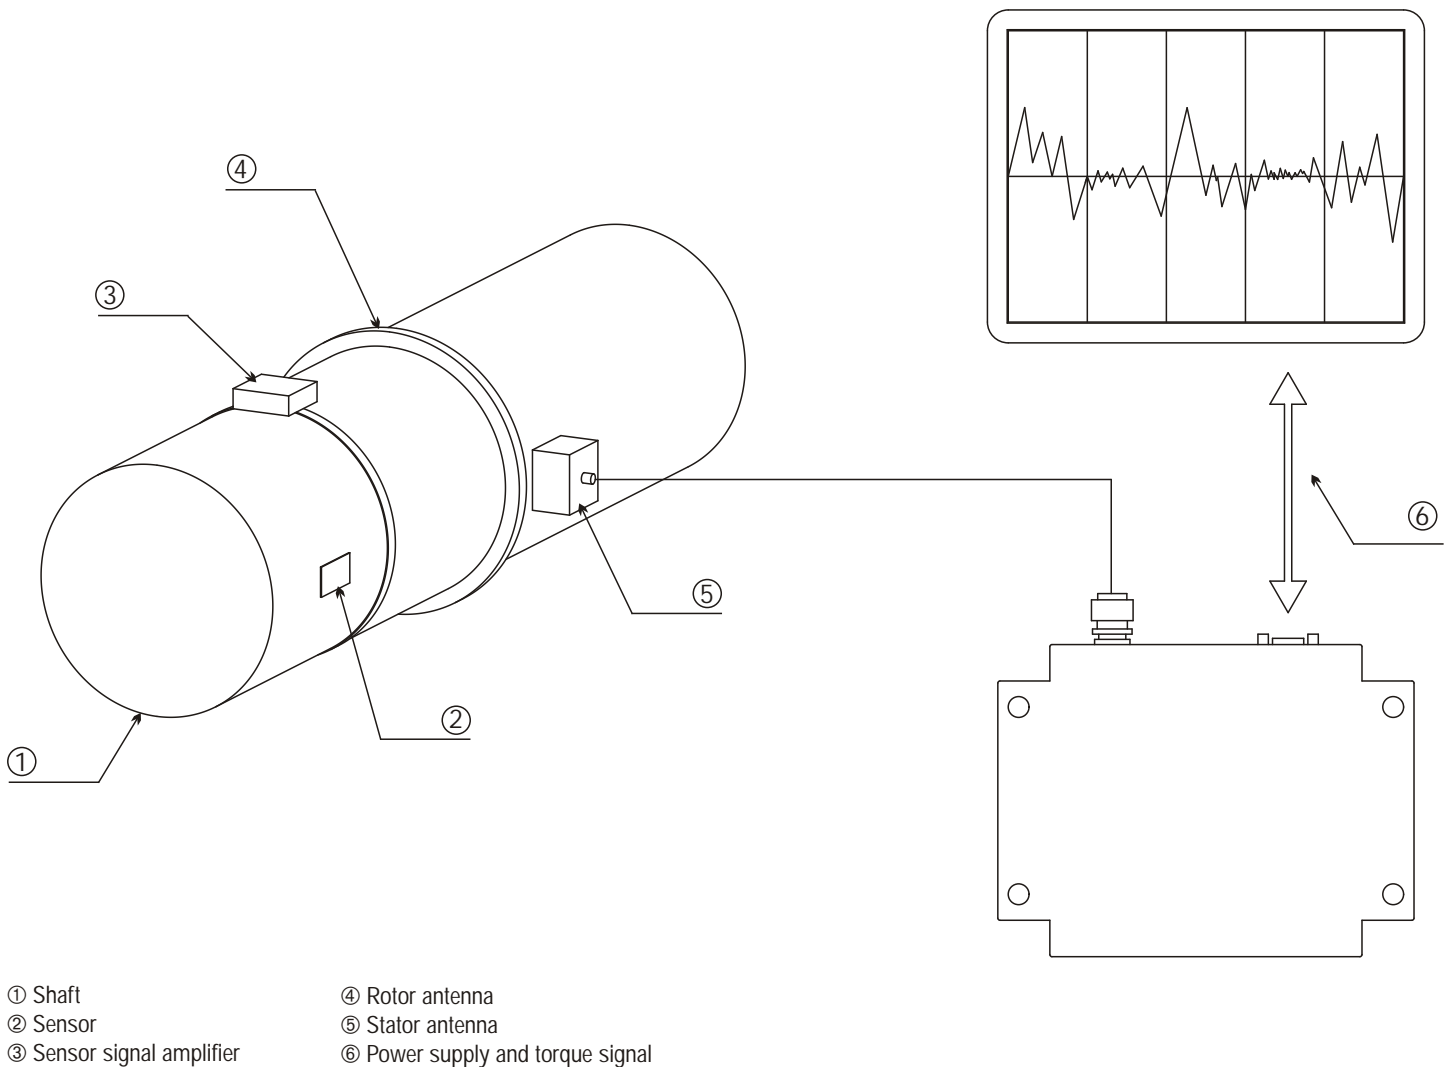 ④
③
⑥
⑤
②
①
① Shaft
② Sensor
③ Sensor signal amplifier
④ Rotor antenna
⑤ Stator antenna
⑥ Power supply and torque signal